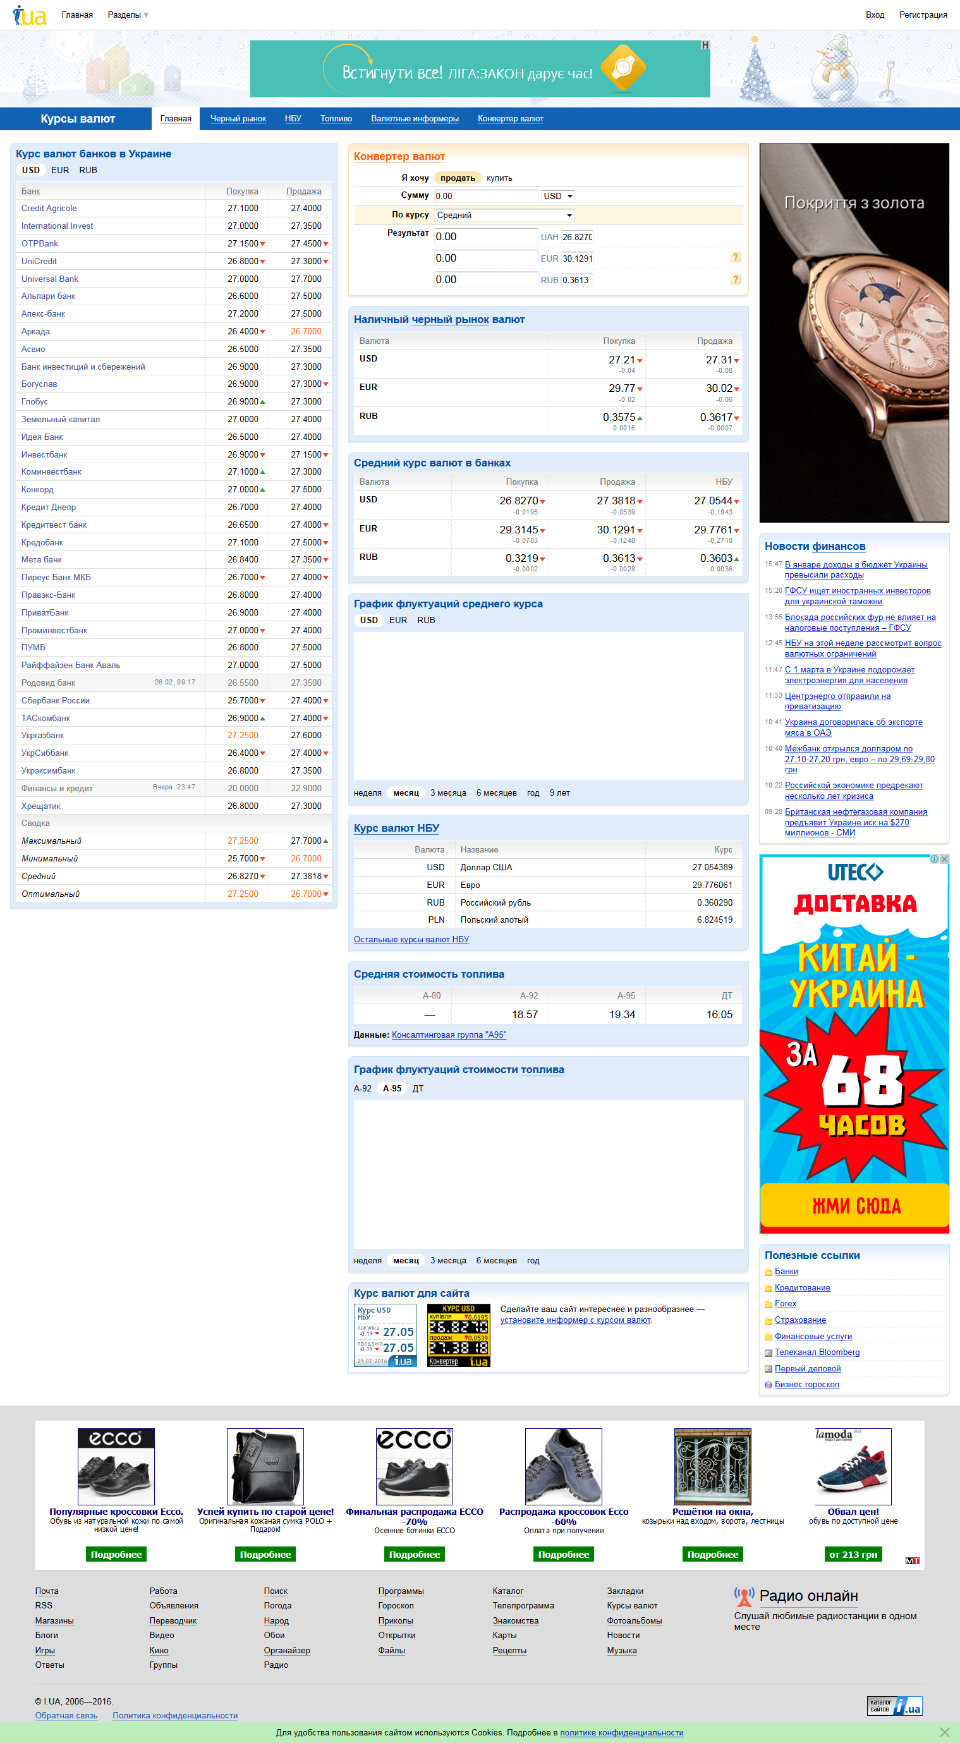 i.ua
Главная Разделы ▾
Вход Регистрация
Встигнути все! ЛІГА:ЗАКОН дарує час!
Курсы валют
Главная Черный рынок НБУ Топливо Валютные информеры Конвертер валют
Курс валют банков в Украине
USD EUR RUB
Банк Покупка Продажа
Credit Agricole 27.1000 27.4000
International Invest 27.0000 27.3500
OTPBank 27.1500 27.4500
UniCredit 26.8000 27.3000
Universal Bank 27.0000 27.7000
Альпари банк 26.6000 27.5000
Апекс-банк 27.2000 27.5000
Аркада 26.4000 26.7000
Асвио 26.5000 27.3500
Банк инвестиций и сбережений 26.9000 27.3000
Богуслав 26.9000 27.3000
Глобус 26.9000 27.3000
Земельный капитал 27.0000 27.4000
Идея Банк 26.5000 27.4000
Инвестбанк 26.9000 27.1500
Коминвестбанк 27.1000 27.3000
Конкорд 27.0000 27.5000
Кредит Днепр 26.7000 27.4000
Кредитвест банк 26.6500 27.4000
Кредобанк 27.1000 27.5000
Мета банк 26.8400 27.3500
Пиреус Банк МКБ 26.7000 27.4000
Правэкс-Банк 26.8000 27.4000
ПриватБанк 26.9000 27.4000
Проминвестбанк 27.0000 27.4000
ПУМБ 26.8000 27.5000
Райффайзен Банк Аваль 27.0000 27.5000
Родовид банк 26.02, 09:17 26.5500 27.3500
Сбербанк России 25.7000 27.4000
ТАСкомбанк 26.9000 27.4000
Укргазбанк 27.2500 27.6000
УкрСиббанк 26.4000 27.4000
Укрэксимбанк 26.8000 27.3500
Финансы и кредит Вчера, 23:47 20.0000 22.9000
Хрещатик 26.8000 27.3000
Сводка
Максимальный 27.2500 27.7000
Минимальный 25.7000 26.7000
Средний 26.8270 27.3818
Оптимальный 27.2500 26.7000
Конвертер валют
Я хочу продать купить
Сумму 0.00 USD
По курсу Средний
Результат 0.00 UAH 26.8270
0.00 EUR 30.1291 ?
0.00 RUB 0.3613 ?
Наличный черный рынок валют
Валюта Покупка Продажа
USD 27.21 27.31
-0.04 -0.08
EUR 29.77 30.02
-0.02 -0.06
RUB 0.3575 0.3617
0.0016 -0.0007
Средний курс валют в банках
Валюта Покупка Продажа НБУ
USD 26.8270 27.3818 27.0544
-0.0195 -0.0539 -0.1943
EUR 29.3145 30.1291 29.7761
-0.0783 -0.1248 -0.2710
RUB 0.3219 0.3613 0.3603
-0.0002 -0.0028 0.0036
График флуктуаций среднего курса
USD EUR RUB
неделя месяц 3 месяца 6 месяцев год 9 лет
Курс валют НБУ
Валюта Название Курс
USD Доллар США 27.054389
EUR Евро 29.776061
RUB Российский рубль 0.360290
PLN Польский злотый 6.824519
Остальные курсы валют НБУ
Средняя стоимость топлива
А-80 А-92 А-95 ДТ
— 18.57 19.34 16.05
Данные: Консалтинговая группа "А95"
График флуктуаций стоимости топлива
А-92 А-95 ДТ
неделя месяц 3 месяца 6 месяцев год
Курс валют для сайта
Курс USD
НБУ
покупка
-0.19 27.05
продажа
-0.19 27.05
29.02.2016 i.ua
КУРС USD
купівля 0,0195
26.8270
продаж 0,0539
27.3818
Конвертер i.ua
Сделайте ваш сайт интереснее и разнообразнее —
установите информер с курсом валют.
Покриття з золота
Новости финансов
15:47 В январе доходы в бюджет Украины
превысили расходы
15:20 ГФСУ ищет иностранных инвесторов
для украинской таможни
13:55 Блокада российских фур не влияет на
налоговые поступления – ГФСУ
12:45 НБУ на этой неделе рассмотрит вопрос
валютных ограничений
11:47 С 1 марта в Украине подорожает
электроэнергия для населения
11:33 Центрэнерго отправили на
приватизацию
10:41 Украина договорилась об экспорте
мяса в ОАЭ
10:40 Межбанк открылся долларом по
27,10-27,20 грн, евро – по 29,69-29,80
грн
10:22 Российской экономике предрекают
несколько лет кризиса
09:28 Британская нефтегазовая компания
предъявит Украине иск на $270
миллионов - СМИ
UTEC
ДОСТАВКА
КИТАЙ -
УКРАИНА
ЗА
68
ЧАСОВ
ЖМИ СЮДА
Полезные ссылки
Банки
Кредитование
Forex
Страхование
Финансовые услуги
Телеканал Bloomberg
Первый деловой
Бизнес гороскоп
ecco
Популярные кроссовки Ecco.
Обувь из натуральной кожи по самой
низкой цене!
Подробнее
Успей купить по старой цене!
Оригинальная кожаная сумка POLO +
Подарок!
Подробнее
ecco
Финальная распродажа ECCO
-70%
Осенние ботинки ECCO
Подробнее
Распродажа кроссовок Ecco
-60%
Оплата при получении
Подробнее
Решётки на окна,
козырьки над входом, ворота, лестницы
Подробнее
lamoda
Обвал цен!
обувь по доступной цене
от 213 грн
МТ
Почта Работа Поиск Программы Каталог Закладки
RSS Объявления Погода Гороскоп Телепрограмма Курсы валют
Магазины Переводчик Народ Приколы Знакомства Фотоальбомы
Блоги Видео Обои Открытки Карты Новости
Игры Кино Органайзер Файлы Рецепты Музыка
Ответы Группы Радио
Радио онлайн
Слушай любимые радиостанции в одном
месте
© I.UA, 2006—2016.
Обратная связь Политика конфиденциальности
каталог
сайтов i.ua
Для удобства пользования сайтом используются Cookies. Подробнее в политике конфиденциальности